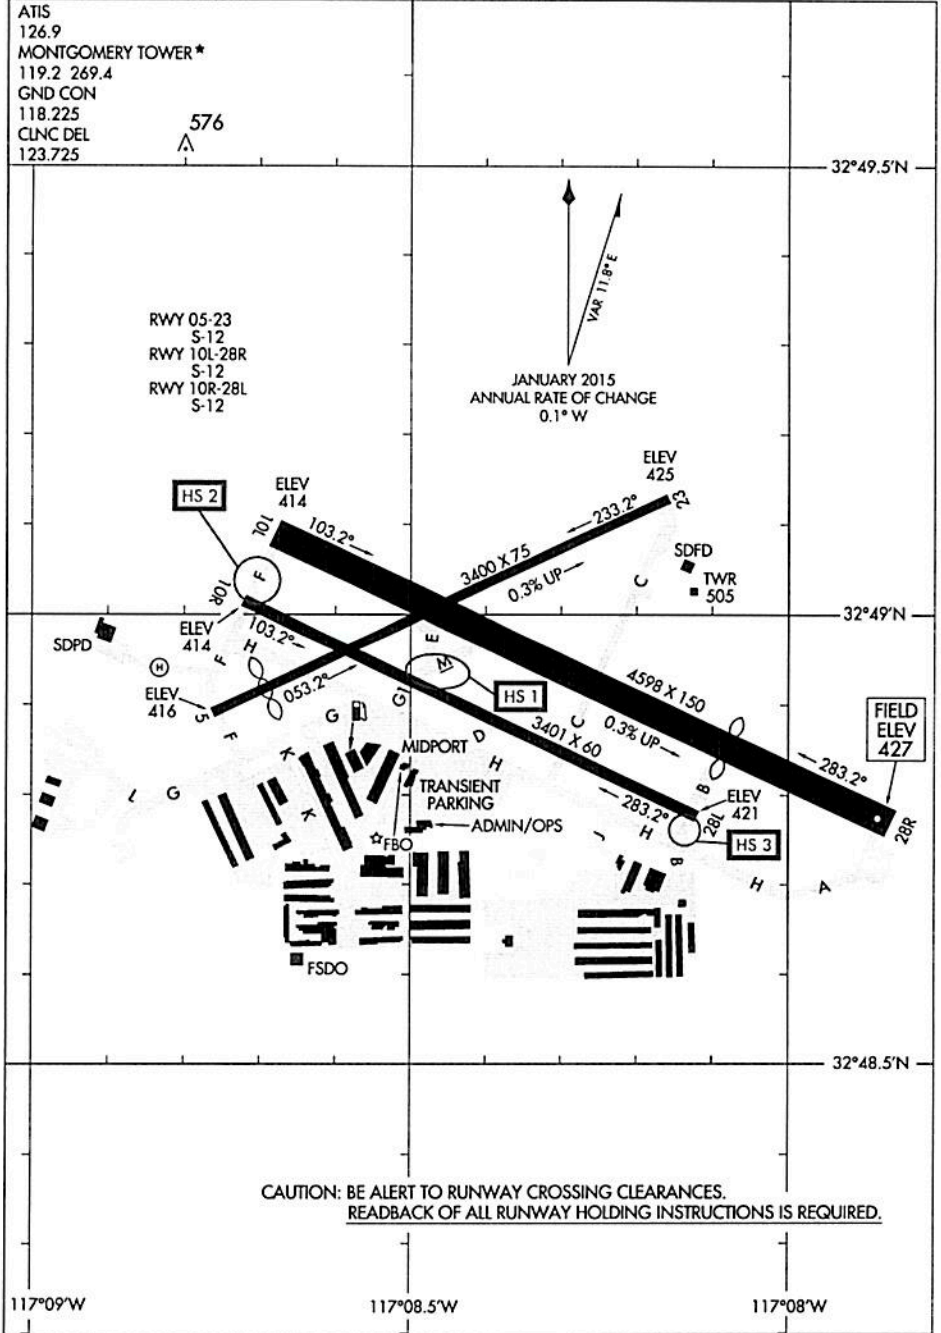 ATIS
126.9
MONTGOMERY TOWER★
119.2 269.4
GND CON
118.225
CLNC DEL
123.725
576
32°49.5'N
VAR 11.8° E
JANUARY 2015
ANNUAL RATE OF CHANGE
0.1° W
RWY 05-23
S-12
RWY 10L-28R
S-12
RWY 10R-28L
S-12
HS 2
ELEV
414
10L
103.2°
ELEV
425
23
233.2°
3400 X 75
0.3% UP
SDFD
TWR
505
C
F
10R
ELEV
414
103.2°
32°49'N
SDPD
H
F
H
E
M
ELEV
416
5
053.2°
HS 1
4598 X 150
0.3% UP
FIELD
ELEV
427
F
G
G1
D
C
3401 X 60
K
MIDPORT
H
283.2°
B
283.2°
L
G
K
TRANSIENT
PARKING
ELEV
421
28L
28R
ADMIN/OPS
FBO
J
H
HS 3
B
H
A
FSDO
32°48.5'N
CAUTION: BE ALERT TO RUNWAY CROSSING CLEARANCES.
READBACK OF ALL RUNWAY HOLDING INSTRUCTIONS IS REQUIRED.
117°09'W
117°08.5'W
117°08'W